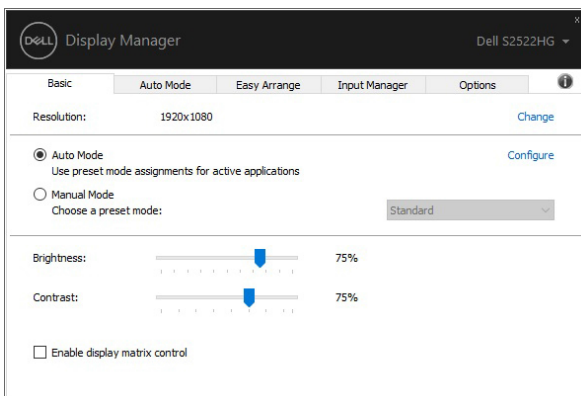 DELL Display Manager Dell S2522HG
x
Basic Auto Mode Easy Arrange Input Manager Options i
Resolution: 1920x1080 Change
Auto Mode Configure
Use preset mode assignments for active applications
Manual Mode
Choose a preset mode: Standard
Brightness: 75%
Contrast: 75%
Enable display matrix control